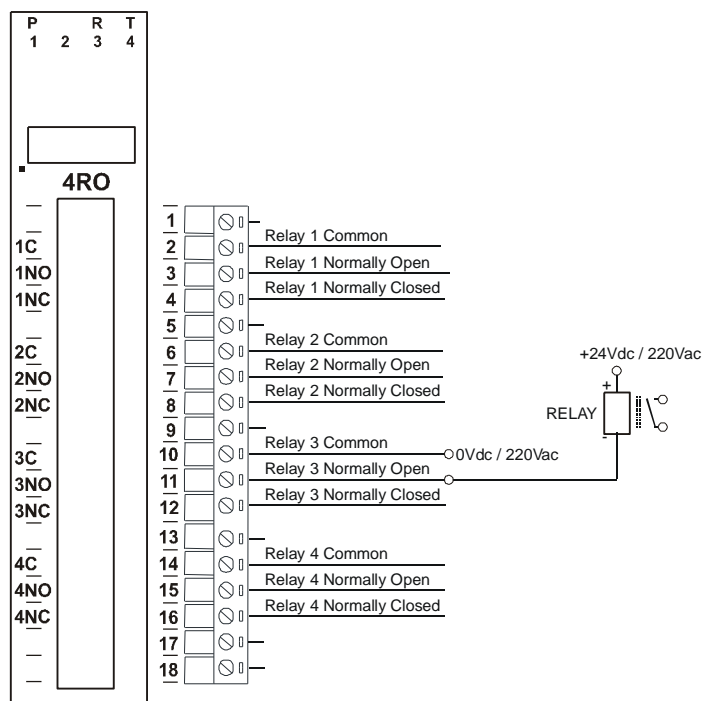 P R T
1 2 3 4
4RO
1C
1NO
1NC
2C
2NO
2NC
3C
3NO
3NC
4C
4NO
4NC
1
2 Relay 1 Common
3 Relay 1 Normally Open
4 Relay 1 Normally Closed
5
6 Relay 2 Common
7 Relay 2 Normally Open
8 Relay 2 Normally Closed
9
10 Relay 3 Common 0Vdc / 220Vac
11 Relay 3 Normally Open
12 Relay 3 Normally Closed
13
14 Relay 4 Common
15 Relay 4 Normally Open
16 Relay 4 Normally Closed
17
18
+24Vdc / 220Vac
+
RELAY
-